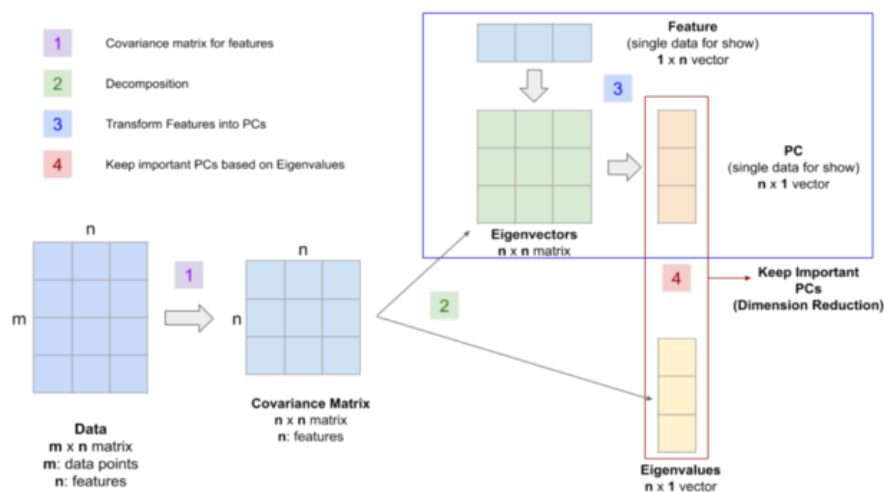 1 Covariance matrix for features
2 Decomposition
3 Transform Features into PCs
4 Keep important PCs based on Eigenvalues
Feature
(single data for show)
1 x n vector
3
PC
(single data for show)
n x 1 vector
Eigenvectors
n x n matrix
n
m
1
n
n
2
4
Keep Important
PCs
(Dimension Reduction)
Data
m x n matrix
m: data points
n: features
Covariance Matrix
n x n matrix
n: features
Eigenvalues
n x 1 vector